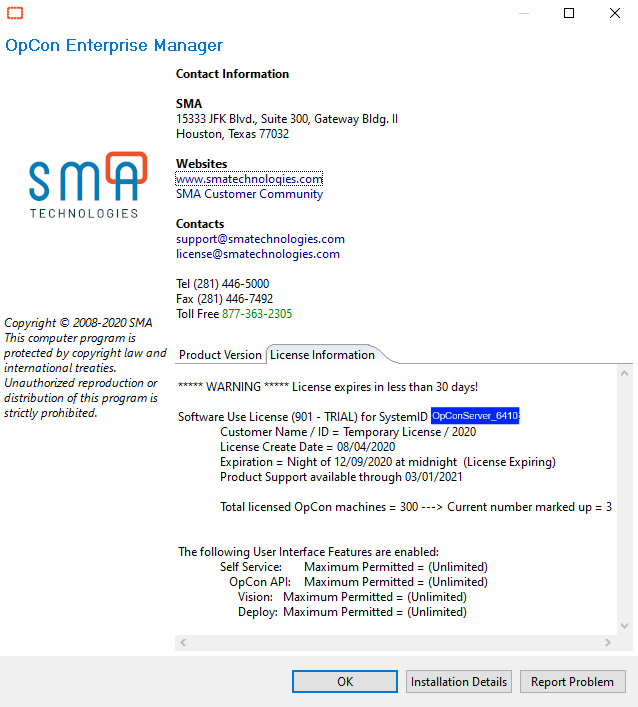 OpCon Enterprise Manager
Contact Information
SMA
15333 JFK Blvd., Suite 300, Gateway Bldg. II
Houston, Texas 77032
Websites
www.smatechnologies.com
SMA Customer Community
Contacts
support@smatechnologies.com
license@smatechnologies.com
Tel (281) 446-5000
Fax (281) 446-7492
Toll Free 877-363-2305
SMA
TECHNOLOGIES
Copyright © 2008-2020 SMA
This computer program is
protected by copyright law and
international treaties.
Unauthorized reproduction or
distribution of this program is
strictly prohibited.
Product Version License Information
***** WARNING ***** License expires in less than 30 days!
Software Use License (901 - TRIAL) for SystemID OpConServer_6410:
Customer Name / ID = Temporary License / 2020
License Create Date = 08/04/2020
Expiration = Night of 12/09/2020 at midnight (License Expiring)
Product Support available through 03/01/2021
Total licensed OpCon machines = 300 ---> Current number marked up = 3
The following User Interface Features are enabled:
Self Service: Maximum Permitted = (Unlimited)
OpCon API: Maximum Permitted = (Unlimited)
Vision: Maximum Permitted = (Unlimited)
Deploy: Maximum Permitted = (Unlimited)
OK Installation Details Report Problem